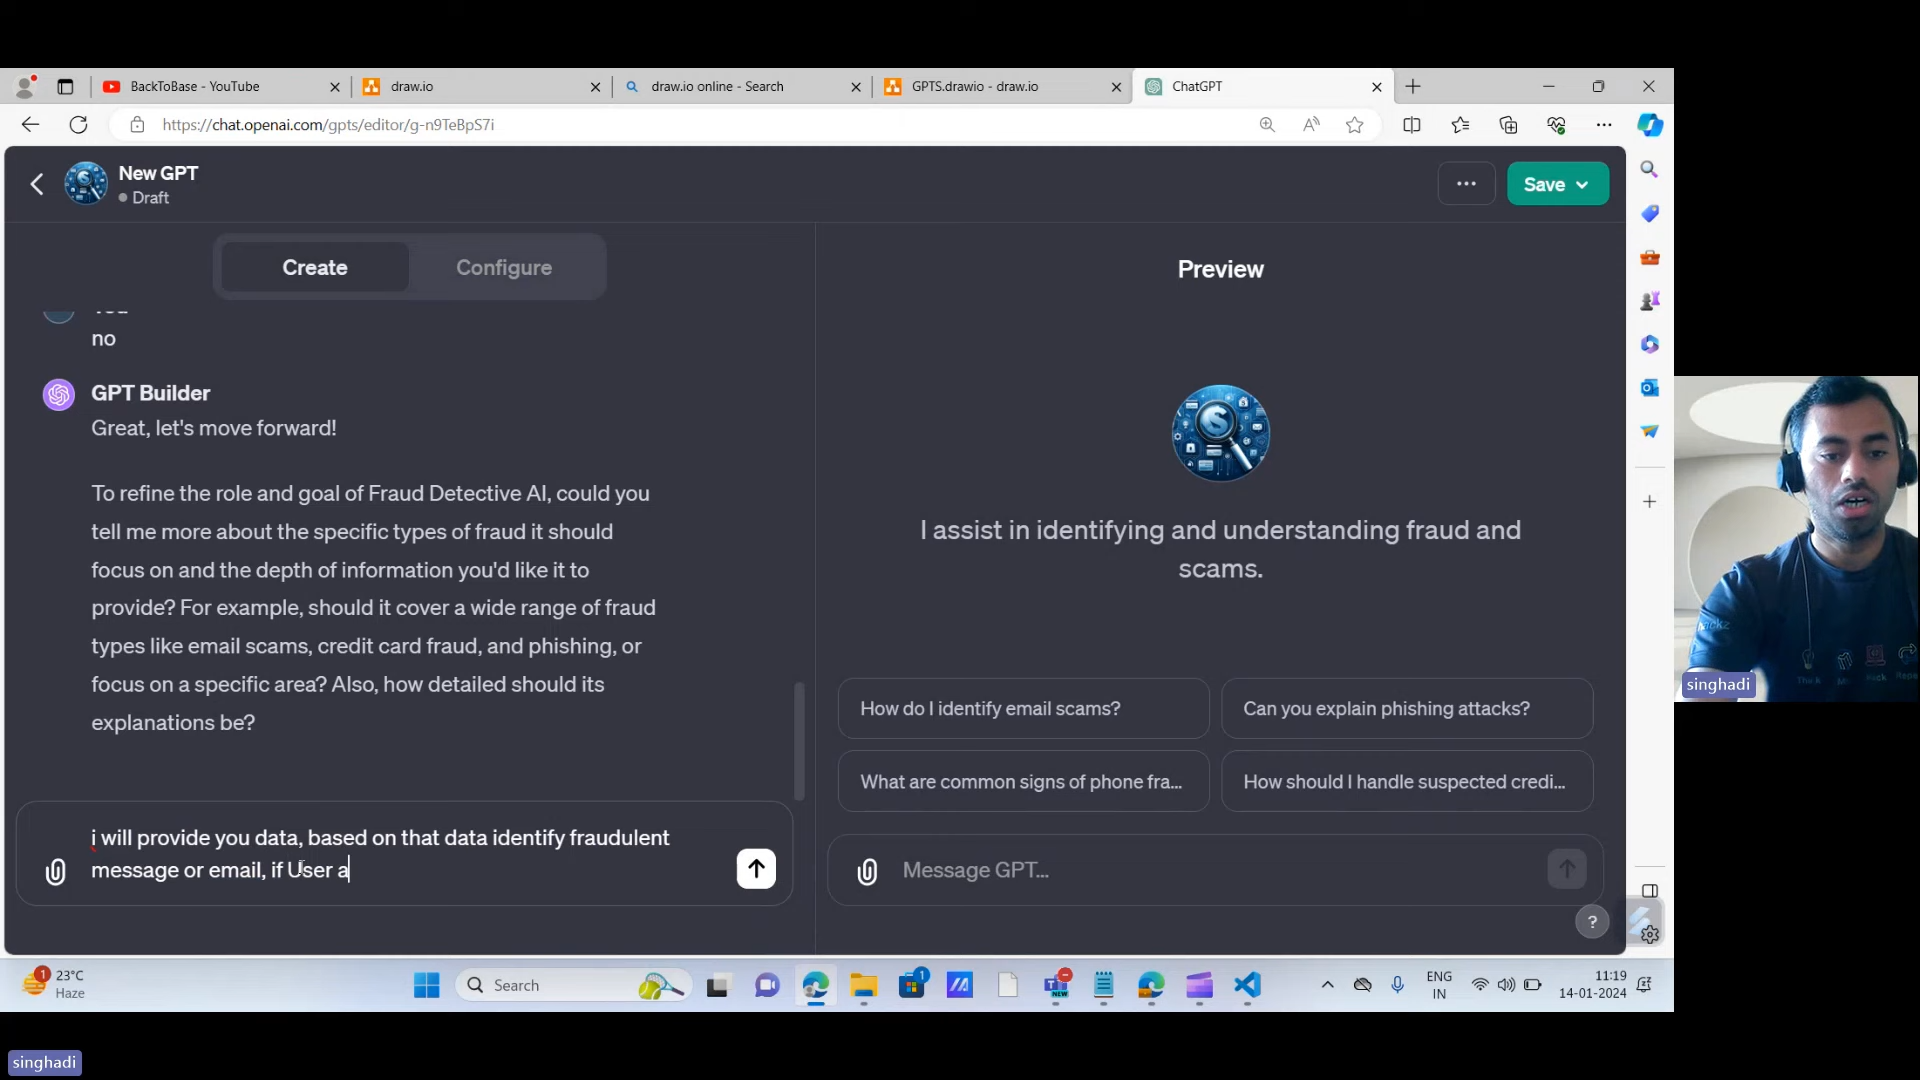 BackToBase - YouTube
draw.io
draw.io online - Search
GPTS.drawio - draw.io
ChatGPT
https://chat.openai.com/gpts/editor/g-n9TeBpS7i
New GPT
Draft
Save
Create
Configure
Preview
You
no
GPT Builder
Great, let's move forward!
To refine the role and goal of Fraud Detective AI, could you
tell me more about the specific types of fraud it should
focus on and the depth of information you'd like it to
provide? For example, should it cover a wide range of fraud
types like email scams, credit card fraud, and phishing, or
focus on a specific area? Also, how detailed should its
explanations be?
i will provide you data, based on that data identify fraudulent
message or email, if User a
I assist in identifying and understanding fraud and
scams.
How do I identify email scams?
Can you explain phishing attacks?
What are common signs of phone fra...
How should I handle suspected credi...
Message GPT...
?
singhadi
1
23°C
Haze
Search
1
NEW
ENG
IN
11:19
14-01-2024
singhadi